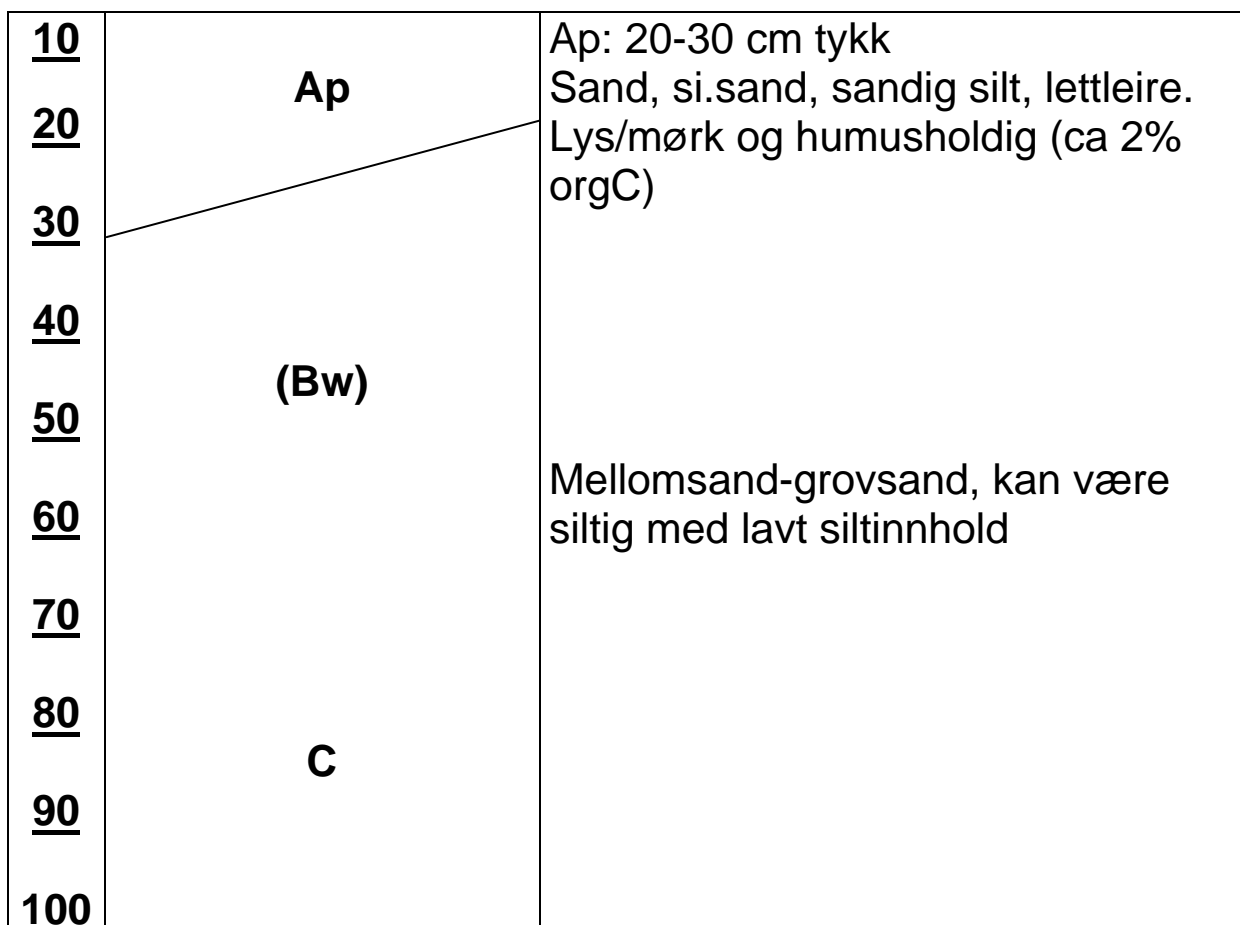 10
20
30
40
50
60
70
80
90
100
Ap
(Bw)
C
Ap: 20-30 cm tykk
Sand, si.sand, sandig silt, lettleire.
Lys/mørk og humusholdig (ca 2%
orgC)
Mellomsand-grovsand, kan være
siltig med lavt siltinnhold